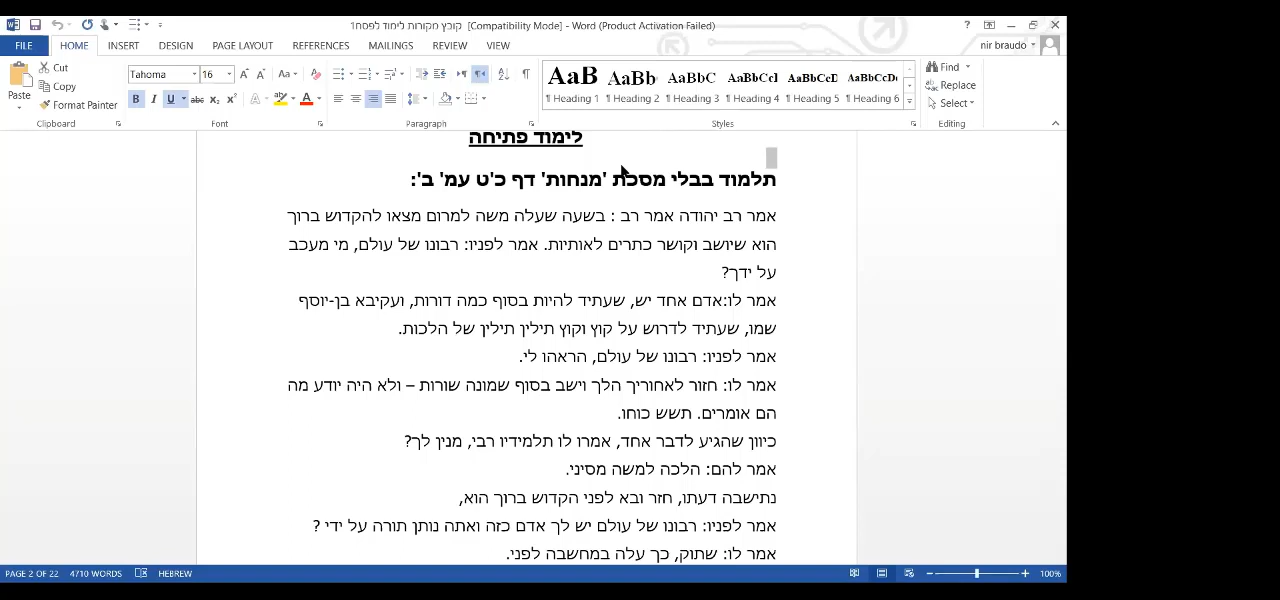 קובץ מקורות לימוד לפסח1 [Compatibility Mode] - Word (Product Activation Failed)
FILE HOME INSERT DESIGN PAGE LAYOUT REFERENCES MAILINGS REVIEW VIEW nir braudo
Paste Cut Copy Format Painter
Tahoma 16
AaB AaBb AaBbC AaBbCcI AaBbCcD AaBbCcDı
Heading 1 Heading 2 Heading 3 Heading 4 Heading 5 Heading 6
Find Replace Select
Clipboard Font Paragraph Styles Editing
לימוד פתיחה
תלמוד בבלי מסכת 'מנחות' דף כ'ט עמ' ב':
אמר רב יהודה אמר רב : בשעה שעלה משה למרום מצאו להקדוש ברוך
הוא שיושב וקושר כתרים לאותיות. אמר לפניו: רבונו של עולם, מי מעכב
על ידך?
אמר לו:אדם אחד יש, שעתיד להיות בסוף כמה דורות, ועקיבא בן-יוסף
שמו, שעתיד לדרוש על קוץ וקוץ תילין תילין של הלכות.
אמר לפניו: רבונו של עולם, הראהו לי.
אמר לו: חזור לאחוריך הלך וישב בסוף שמונה שורות – ולא היה יודע מה
הם אומרים. תשש כוחו.
כיוון שהגיע לדבר אחד, אמרו לו תלמידיו רבי, מנין לך?
אמר להם: הלכה למשה מסיני.
נתישבה דעתו, חזר ובא לפני הקדוש ברוך הוא,
אמר לפניו: רבונו של עולם יש לך אדם כזה ואתה נותן תורה על ידי ?
אמר לו: שתוק, כך עלה במחשבה לפני.
PAGE 2 OF 22 4710 WORDS HEBREW 100%